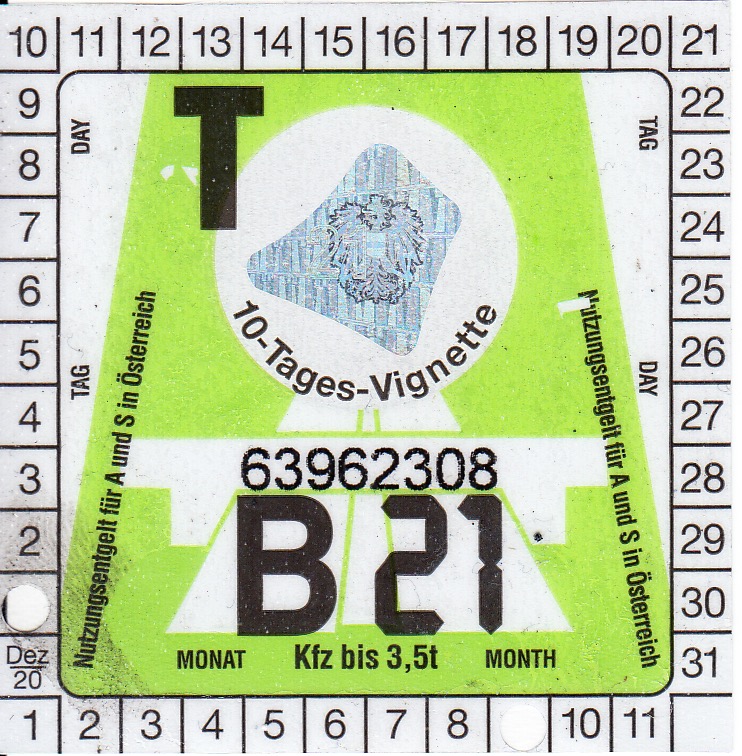 10 11 12 13 14 15 16 17 18 19 20 21
9 22
T
DAY
TAG
8 23
7 24
6 25
5 26
4 27
3 28
2 29
30
Dez
20
31
1 2 3 4 5 6 7 8 10 11
TAG
DAY
Nutzungsentgelt für A und S in Österreich
Nutzungsentgelt für A und S in Österreich
10-Tages-Vignette
63962308
B 21
MONAT Kfz bis 3,5t MONTH